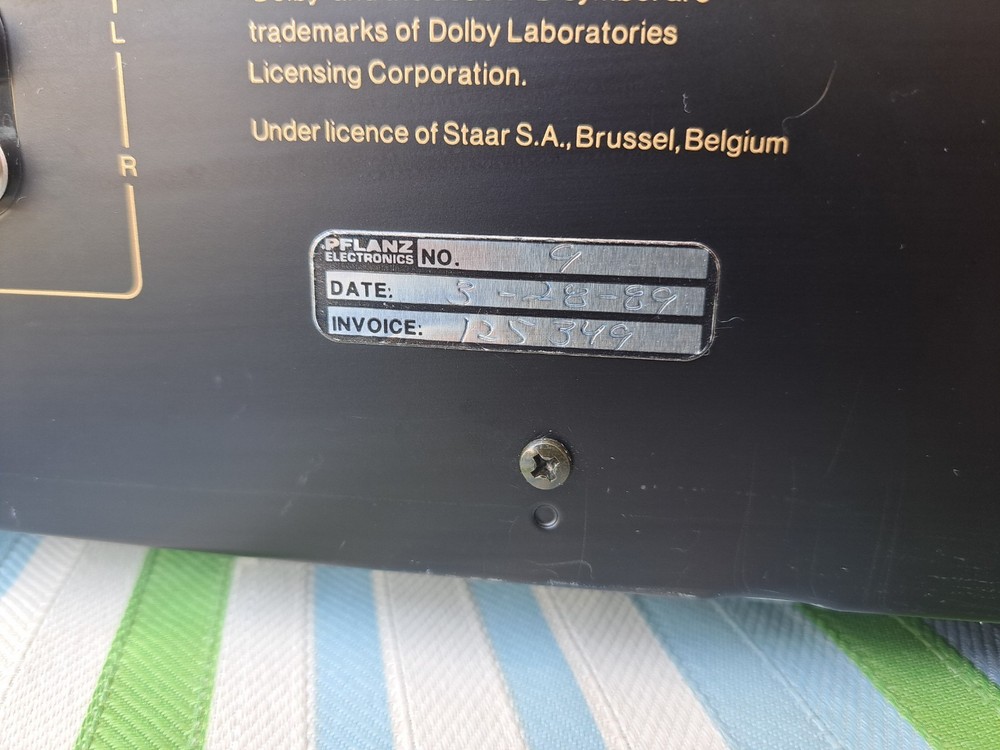 L
R
trademarks of Dolby Laboratories
Licensing Corporation.
Under licence of Staar S.A., Brussel, Belgium
PFLANZ
ELECTRONICS
NO. 9
DATE: 3-28-89
INVOICE: 125349